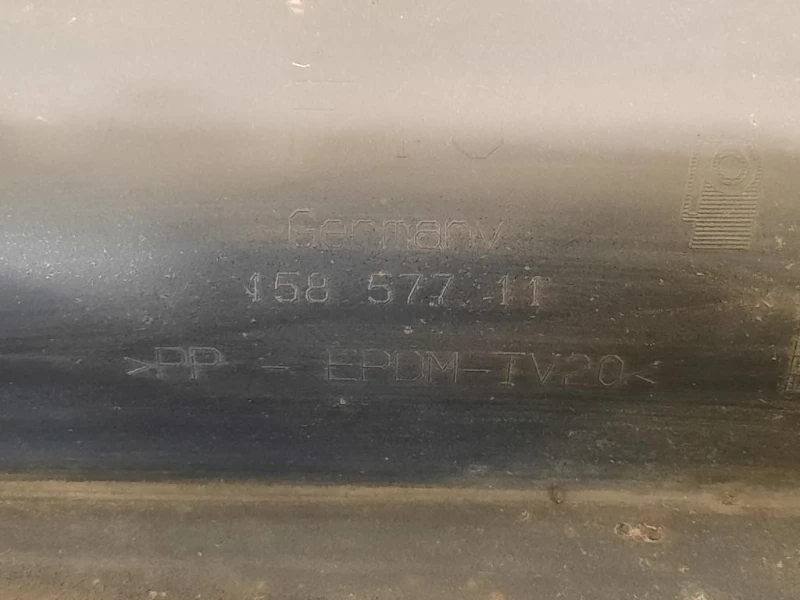 Germany
158 577 11
>PP - EPDM-TV20<